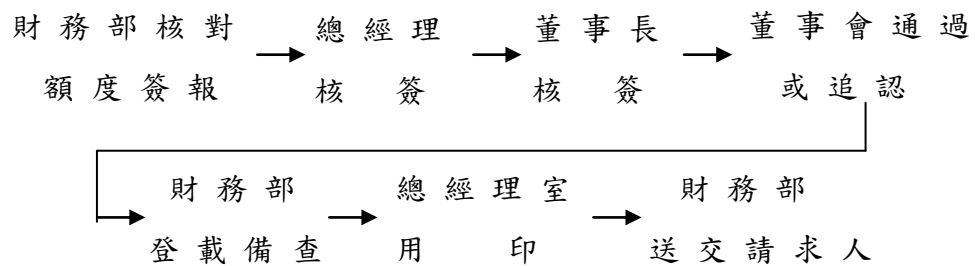 財務部核對
額度簽報
總經理
核簽
董事長
核簽
董事會通過
或追認
財務部
登載備查
總經理室
用印
財務部
送交請求人